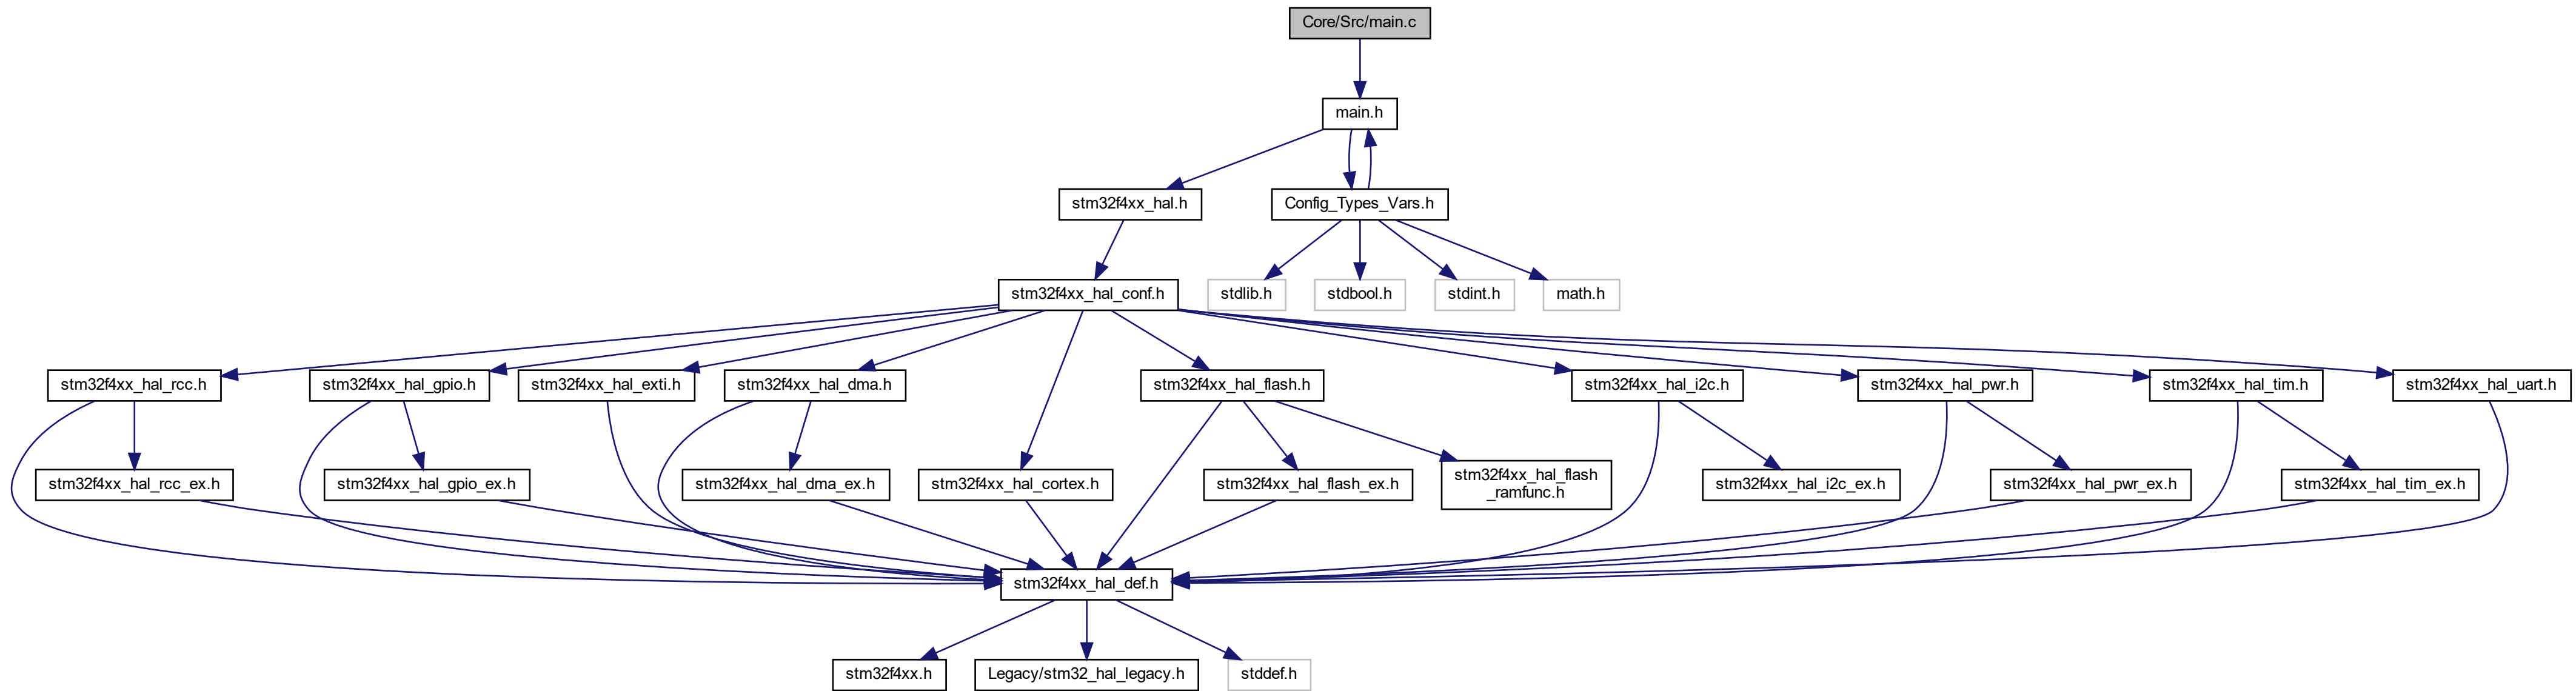 Core/Src/main.c
main.h
stm32f4xx_hal.h
Config_Types_Vars.h
stm32f4xx_hal_conf.h
stdlib.h
stdbool.h
stdint.h
math.h
stm32f4xx_hal_rcc.h
stm32f4xx_hal_gpio.h
stm32f4xx_hal_exti.h
stm32f4xx_hal_dma.h
stm32f4xx_hal_flash.h
stm32f4xx_hal_i2c.h
stm32f4xx_hal_pwr.h
stm32f4xx_hal_tim.h
stm32f4xx_hal_uart.h
stm32f4xx_hal_rcc_ex.h
stm32f4xx_hal_gpio_ex.h
stm32f4xx_hal_dma_ex.h
stm32f4xx_hal_cortex.h
stm32f4xx_hal_flash_ex.h
stm32f4xx_hal_flash
_ramfunc.h
stm32f4xx_hal_i2c_ex.h
stm32f4xx_hal_pwr_ex.h
stm32f4xx_hal_tim_ex.h
stm32f4xx_hal_def.h
stm32f4xx.h
Legacy/stm32_hal_legacy.h
stddef.h